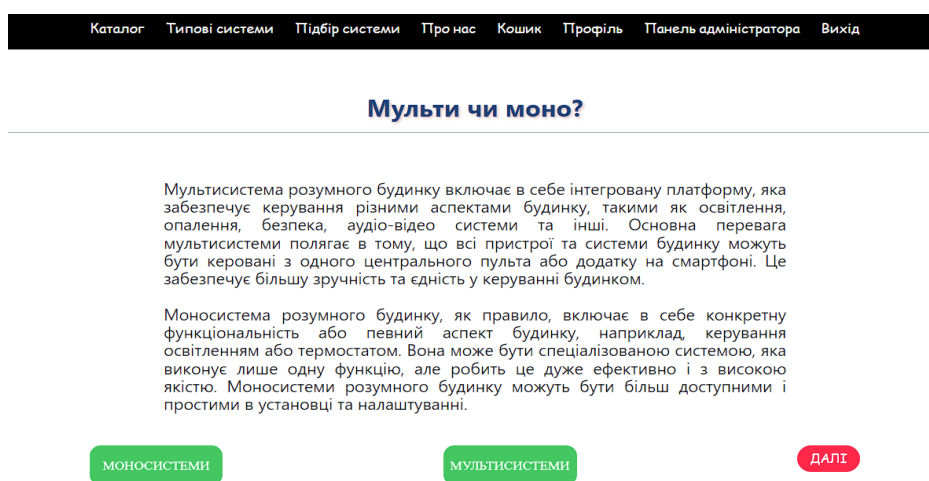 Каталог Типові системи Підбір системи Про нас Кошик Профіль Панель адміністратора Вихід
Мульти чи моно?
Мультисистема розумного будинку включає в себе інтегровану платформу, яка
забезпечує керування різними аспектами будинку, такими як освітлення,
опалення, безпека, аудіо-відео системи та інші. Основна перевага
мультисистеми полягає в тому, що всі пристрої та системи будинку можуть
бути керовані з одного центрального пульта або додатку на смартфоні. Це
забезпечує більшу зручність та єдність у керуванні будинком.
Моносистема розумного будинку, як правило, включає в себе конкретну
функціональність або певний аспект будинку, наприклад, керування
освітленням або термостатом. Вона може бути спеціалізованою системою, яка
виконує лише одну функцію, але робить це дуже ефективно і з високою
якістю. Моносистеми розумного будинку можуть бути більш доступними і
простими в установці та налаштуванні.
МОНОСИСТЕМИ МУЛЬТИСИСТЕМИ ДАЛІ